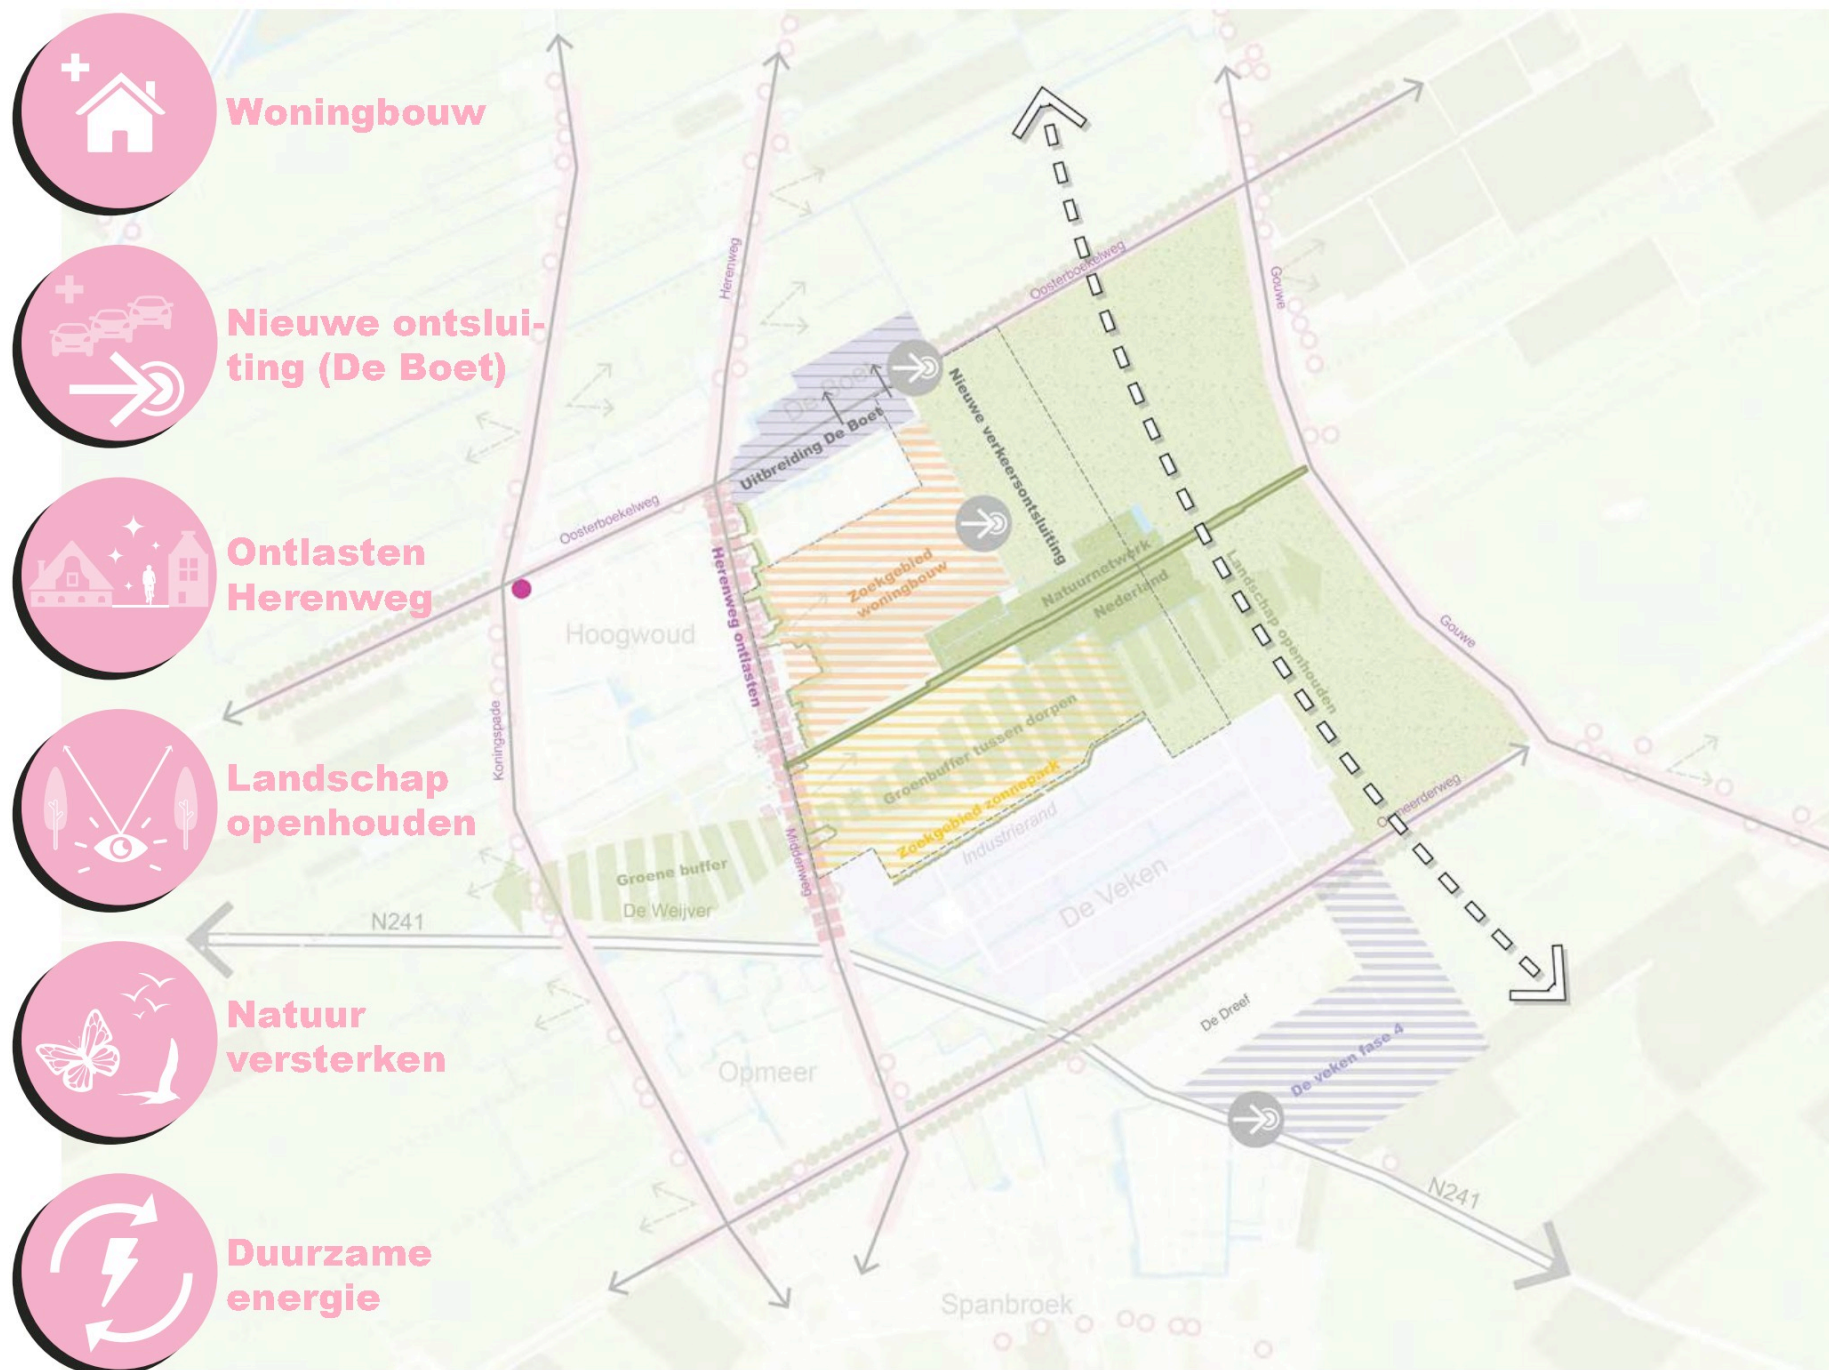 Woningbouw
Nieuwe ontslui-
ting (De Boet)
Ontlasten
Herenweg
Landschap
openhouden
Natuur
versterken
Duurzame
energie
Herenweg
Oosterboekelweg
Gouwe
De Boet
Uitbreiding De Boet
Nieuwe verkeersontsluiting
Oosterboekelweg
Zoekgebied
woningbouw
Natuurnetwerk
Nederland
Landschap openhouden
Herenweg ontlasten
Hoogwoud
Gouwe
Koningspade
Groenbuffer tussen dorpen
Zoekgebied zonnepark
Industrierand
Middenweg
Groene buffer
De Weijver
De Veken
N241
De Dreef
De veken fase 4
Opmeer
N241
Spanbroek